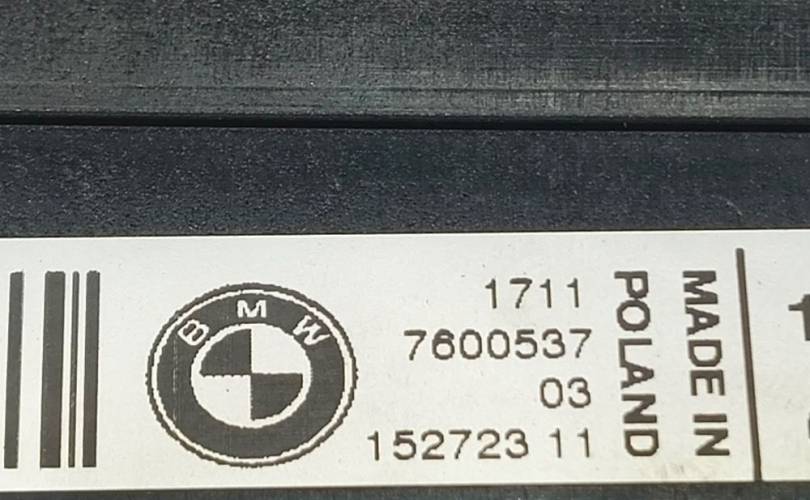 BMW
1711
7600537
03
152723 11
MADE IN
POLAND